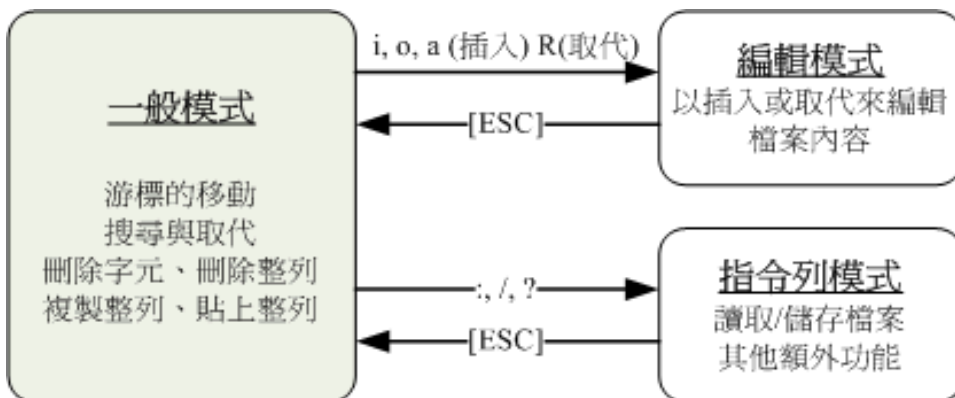 一般模式
游標的移動
搜尋與取代
刪除字元、刪除整列
複製整列、貼上整列
i, o, a (插入) R(取代)
[ESC]
編輯模式
以插入或取代來編輯
檔案內容
:, /, ?
[ESC]
指令列模式
讀取/儲存檔案
其他額外功能